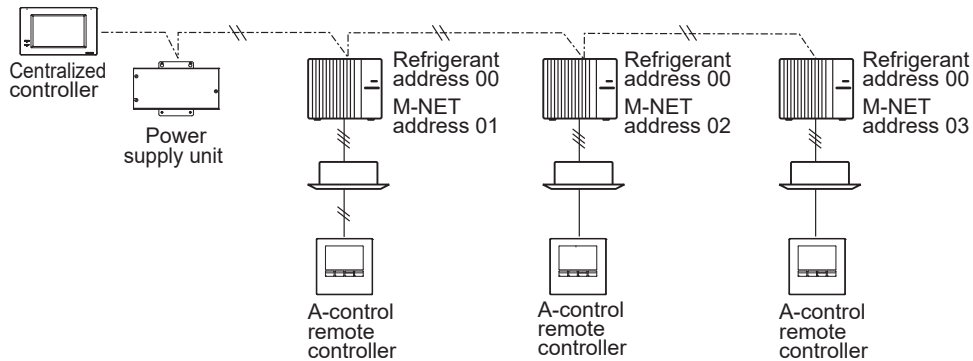 Centralized
controller
Power
supply unit
Refrigerant
address 00
M-NET
address 01
Refrigerant
address 00
M-NET
address 02
Refrigerant
address 00
M-NET
address 03
A-control
remote
controller
A-control
remote
controller
A-control
remote
controller